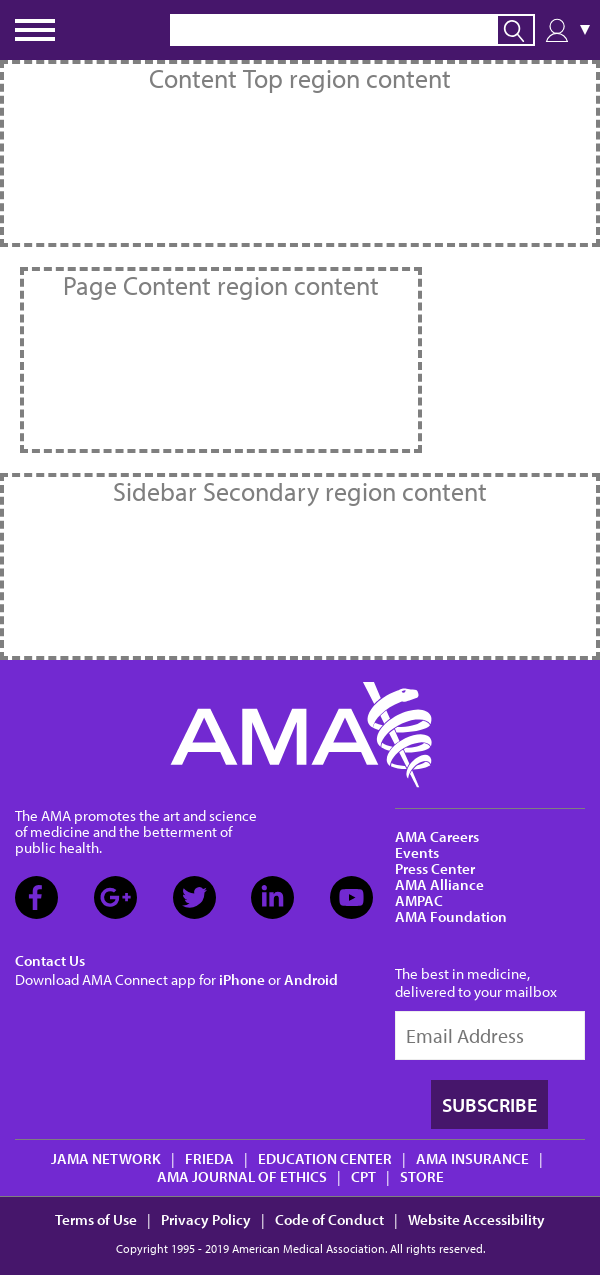 Content Top region content
Page Content region content
Sidebar Secondary region content
AMA
The AMA promotes the art and science
of medicine and the betterment of
public health.
Contact Us
Download AMA Connect app for iPhone or Android
AMA Careers
Events
Press Center
AMA Alliance
AMPAC
AMA Foundation
The best in medicine,
delivered to your mailbox
Email Address
SUBSCRIBE
JAMA NETWORK | FRIEDA | EDUCATION CENTER | AMA INSURANCE |
AMA JOURNAL OF ETHICS | CPT | STORE
Terms of Use | Privacy Policy | Code of Conduct | Website Accessibility
Copyright 1995 - 2019 American Medical Association. All rights reserved.